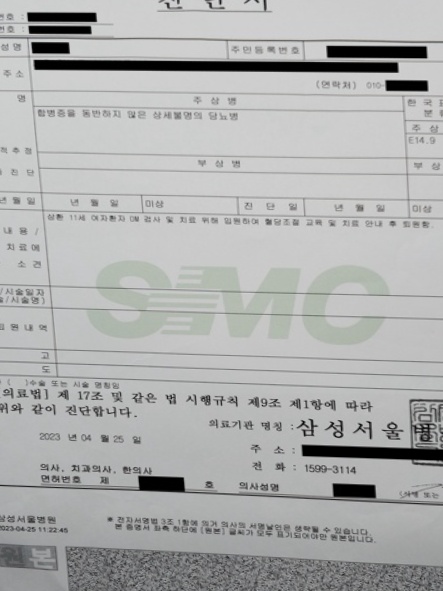 진 단 서
번호 :
번호 :
성명
주민등록번호
주소
(연락처) 010-
명
주 상 병
한국표
분
합병증을 동반하지 않은 상세불명의 당뇨병
주 상
E14.9
적 추정
진 단
부 상 병
부 상
년 월 일
년 월 일 미상
진 단 일
년 월 일 미상
내용 /
치료에
소견
상환 11세 여자환자 DM 검사 및 치료 위해 입원하여 혈당조절 교육 및 치료 안내 후 퇴원함.
SMC
/시술일자
/시술명)
원내역
고
도
( )수술 또는 시술 명칭임
의료법] 제 17조 및 같은 법 시행규칙 제9조 제1항에 따라
위와 같이 진단합니다.
의료기관 명칭 : 삼성서울병
2023 년 04 월 25 일
주 소 :
전 화 : 1599-3114
의사, 치과의사, 한의사
면허번호 제 호 의사성명
(서명 또는
삼성서울병원
2023-04-25 11:22:45
※ 전자서명법 3조 1항에 의거 의사의 서명날인은 생략될 수 있습니다.
본 증명서 좌측 하단에 [원본] 글씨가 모두 표기되어야만 원본입니다.
원본